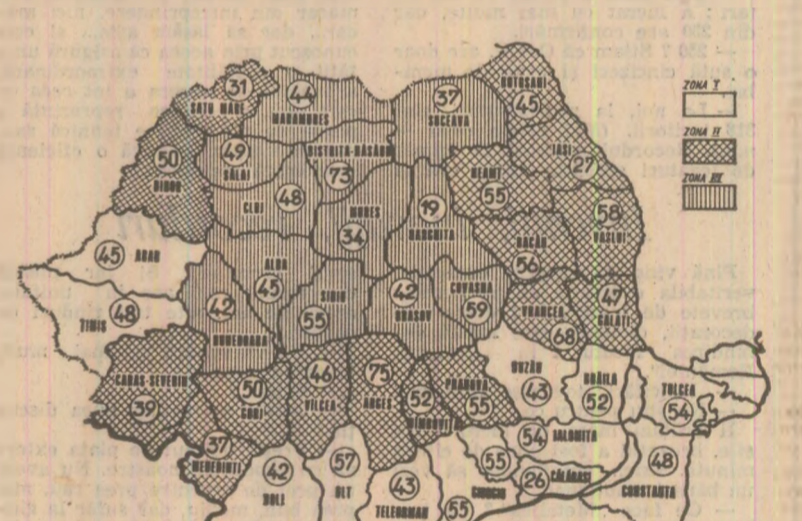 ZONA I
ZONA II
ZONA III
31
SATU MARE
44
MARAMUREȘ
37
SUCEAVA
BOTOȘANI
45
50
BIHOR
49
SĂLAJ
BISTRIȚA-NĂSĂUD
73
IAȘI
27
CLUJ
48
MUREȘ
34
19
HARGHITA
NEAMȚ
55
58
VASLUI
BACĂU
56
45
ARAD
48
TIMIȘ
42
HUNEDOARA
ALBA
45
SIBIU
55
42
BRAȘOV
COVASNA
59
VRANCEA
68
47
GALAȚI
CARAȘ-SEVERIN
39
50
GORJ
46
VÎLCEA
75
ARGEȘ
52
DÎMBOVIȚA
PRAHOVA
55
BUZĂU
43
BRĂILA
52
TULCEA
54
37
MEHEDINȚI
42
DOLJ
57
OLT
43
TELEORMAN
55
GIURGIU
55
54
IALOMIȚA
26
CĂLĂRAȘI
48
CONSTANȚA